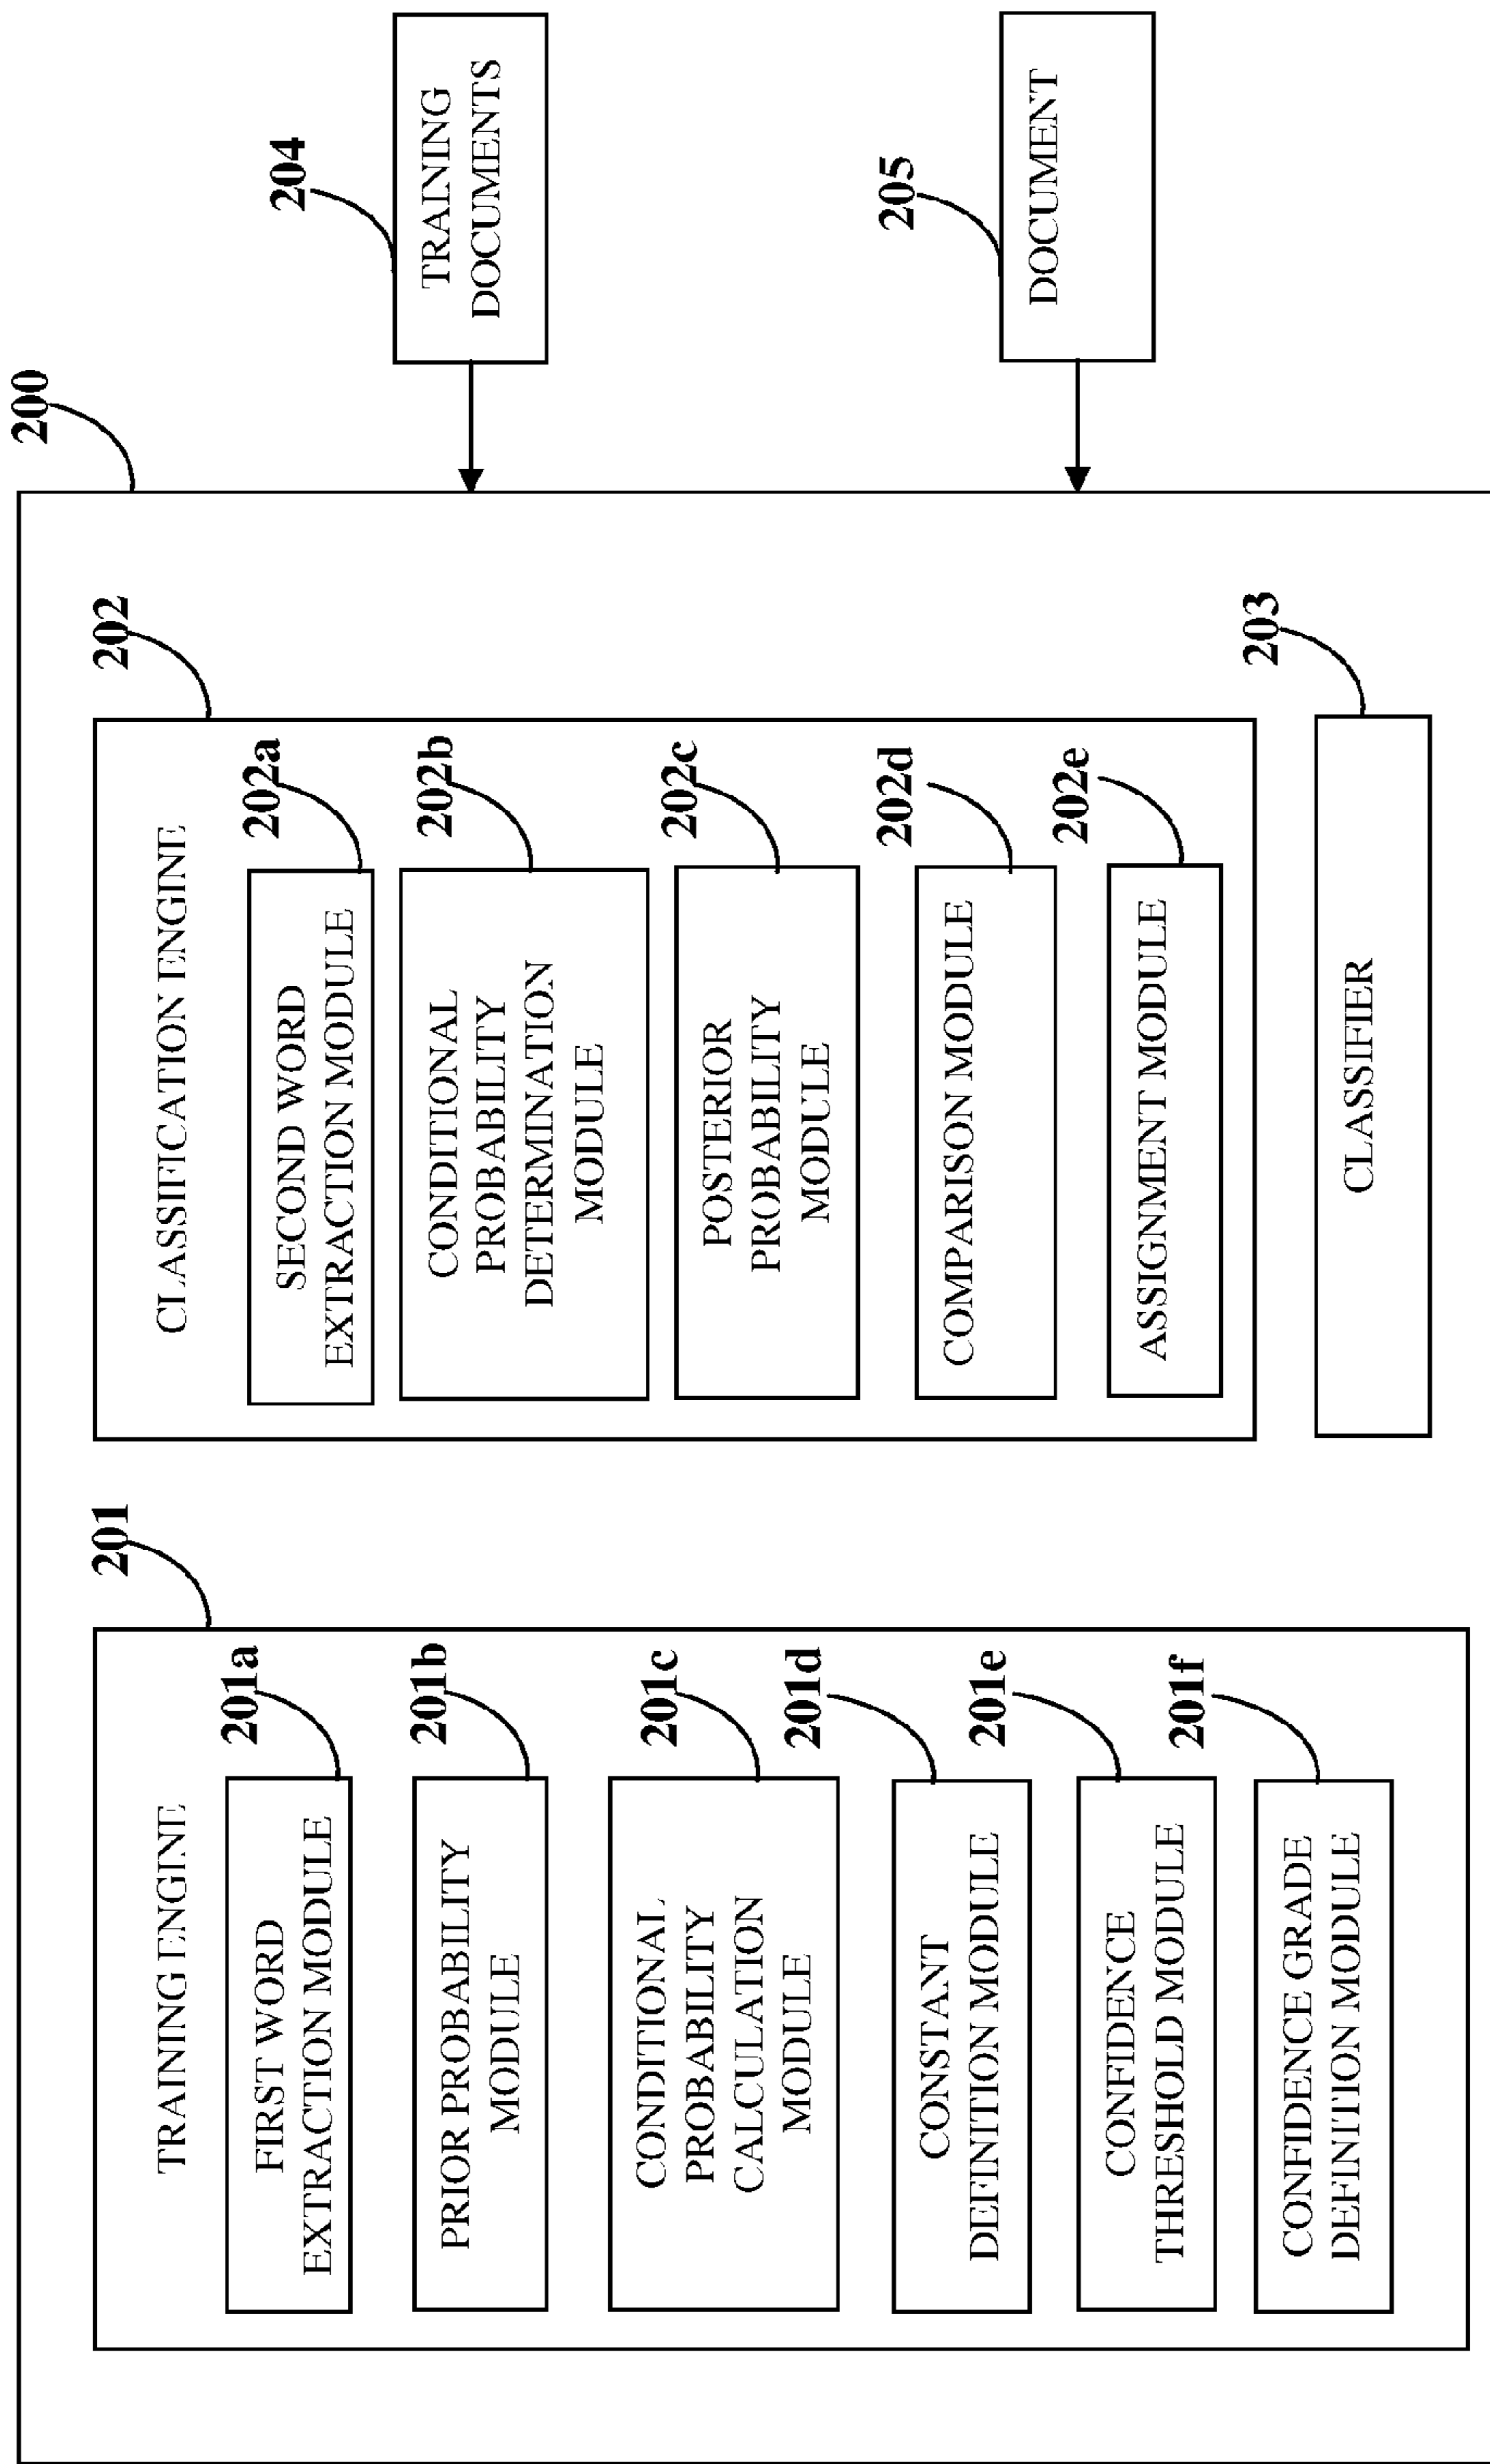 200
201
TRAINING ENGINE
201a
FIRST WORD
EXTRACTION MODULE
201b
PRIOR PROBABILITY
MODULE
201c
CONDITIONAL
PROBABILITY
CALCULATION
MODULE
201d
CONSTANT
DEFINITION MODULE
201e
CONFIDENCE
THRESHOLD MODULE
201f
CONFIDENCE GRADE
DEFINITION MODULE
202
CLASSIFICATION ENGINE
202a
SECOND WORD
EXTRACTION MODULE
202b
CONDITIONAL
PROBABILITY
DETERMINATION
MODULE
202c
POSTERIOR
PROBABILITY
MODULE
202d
COMPARISON MODULE
202e
ASSIGNMENT MODULE
203
CLASSIFIER
204
TRAINING
DOCUMENTS
205
DOCUMENT